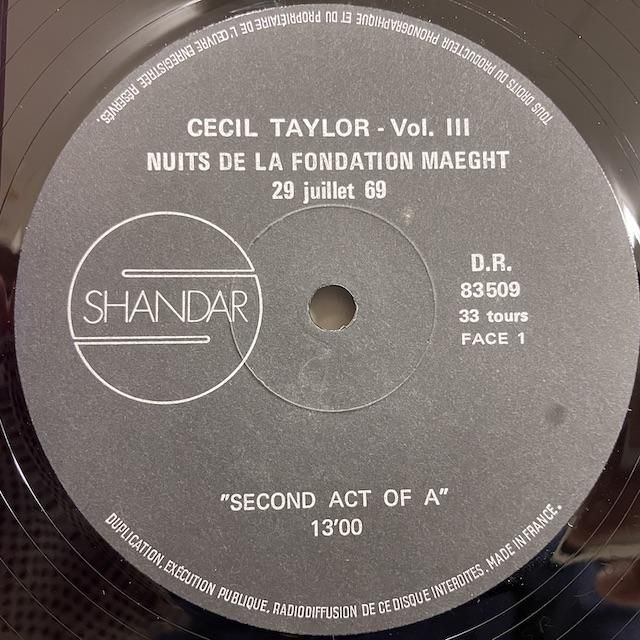 TOUS DROITS DU PRODUCTEUR PHONOGRAPHIQUE ET DU PROPRIÉTAIRE DE L'ŒUVRE ENREGISTRÉE RÉSERVÉS.
CECIL TAYLOR - Vol. III
NUITS DE LA FONDATION MAEGHT
29 juillet 69
SHANDAR
D.R.
83509
33 tours
FACE 1
"SECOND ACT OF A"
13'00
DUPLICATION, EXÉCUTION PUBLIQUE, RADIODIFFUSION DE CE DISQUE INTERDITES. MADE IN FRANCE.